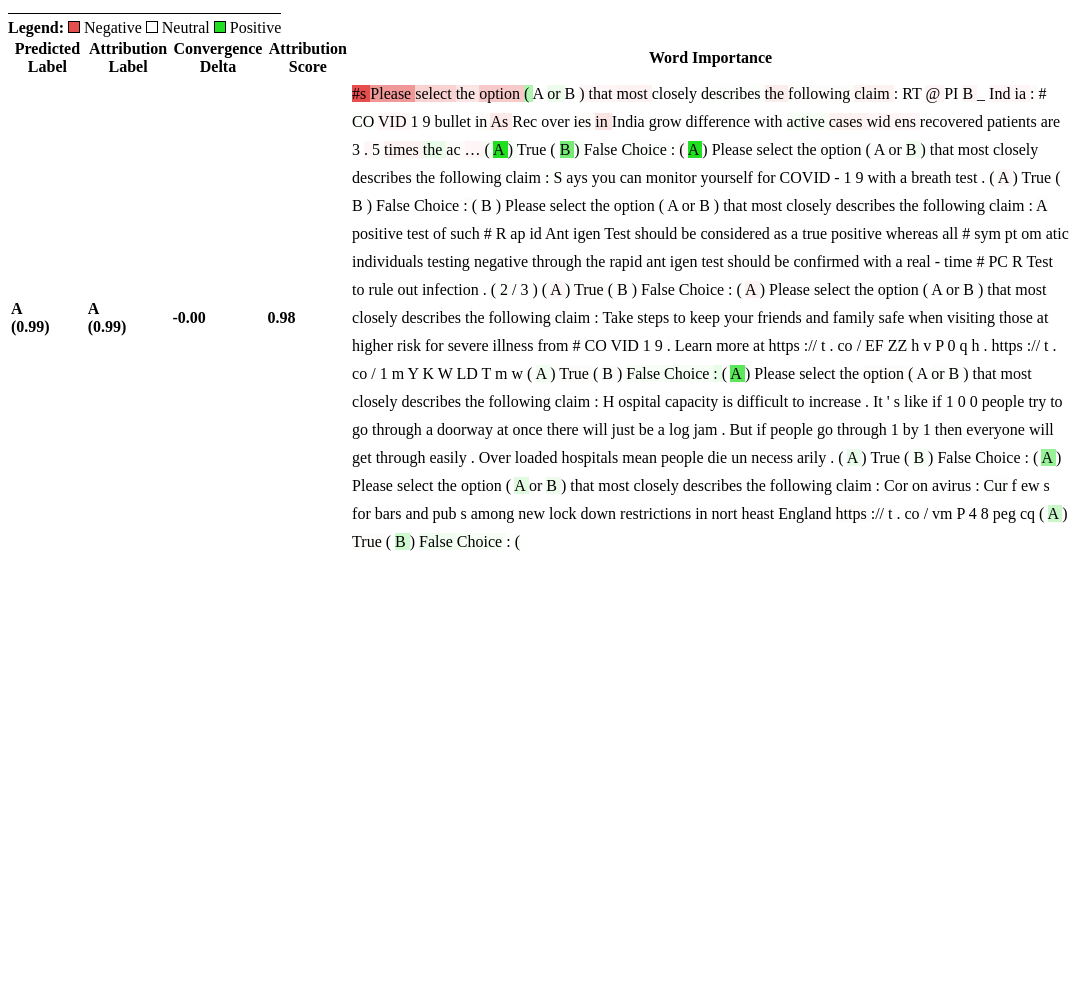 Legend: Negative Neutral Positive
Predicted Label Attribution Label Convergence Delta Attribution Score Word Importance
A (0.99) A (0.99) -0.00 0.98
#s Please select the option ( A or B ) that most closely describes the following claim : RT @ PI B _ Ind ia : #
CO VID 1 9 bullet in As Rec over ies in India grow difference with active cases wid ens recovered patients are
3 . 5 times the ac … ( A ) True ( B ) False Choice : ( A ) Please select the option ( A or B ) that most closely
describes the following claim : S ays you can monitor yourself for COVID - 1 9 with a breath test . ( A ) True (
B ) False Choice : ( B ) Please select the option ( A or B ) that most closely describes the following claim : A
positive test of such # R ap id Ant igen Test should be considered as a true positive whereas all # sym pt om atic
individuals testing negative through the rapid ant igen test should be confirmed with a real - time # PC R Test
to rule out infection . ( 2 / 3 ) ( A ) True ( B ) False Choice : ( A ) Please select the option ( A or B ) that most
closely describes the following claim : Take steps to keep your friends and family safe when visiting those at
higher risk for severe illness from # CO VID 1 9 . Learn more at https :// t . co / EF ZZ h v P 0 q h . https :// t .
co / 1 m Y K W LD T m w ( A ) True ( B ) False Choice : ( A ) Please select the option ( A or B ) that most
closely describes the following claim : H ospital capacity is difficult to increase . It ' s like if 1 0 0 people try to
go through a doorway at once there will just be a log jam . But if people go through 1 by 1 then everyone will
get through easily . Over loaded hospitals mean people die un necess arily . ( A ) True ( B ) False Choice : ( A )
Please select the option ( A or B ) that most closely describes the following claim : Cor on avirus : Cur f ew s
for bars and pub s among new lock down restrictions in nort heast England https :// t . co / vm P 4 8 peg cq ( A )
True ( B ) False Choice : (